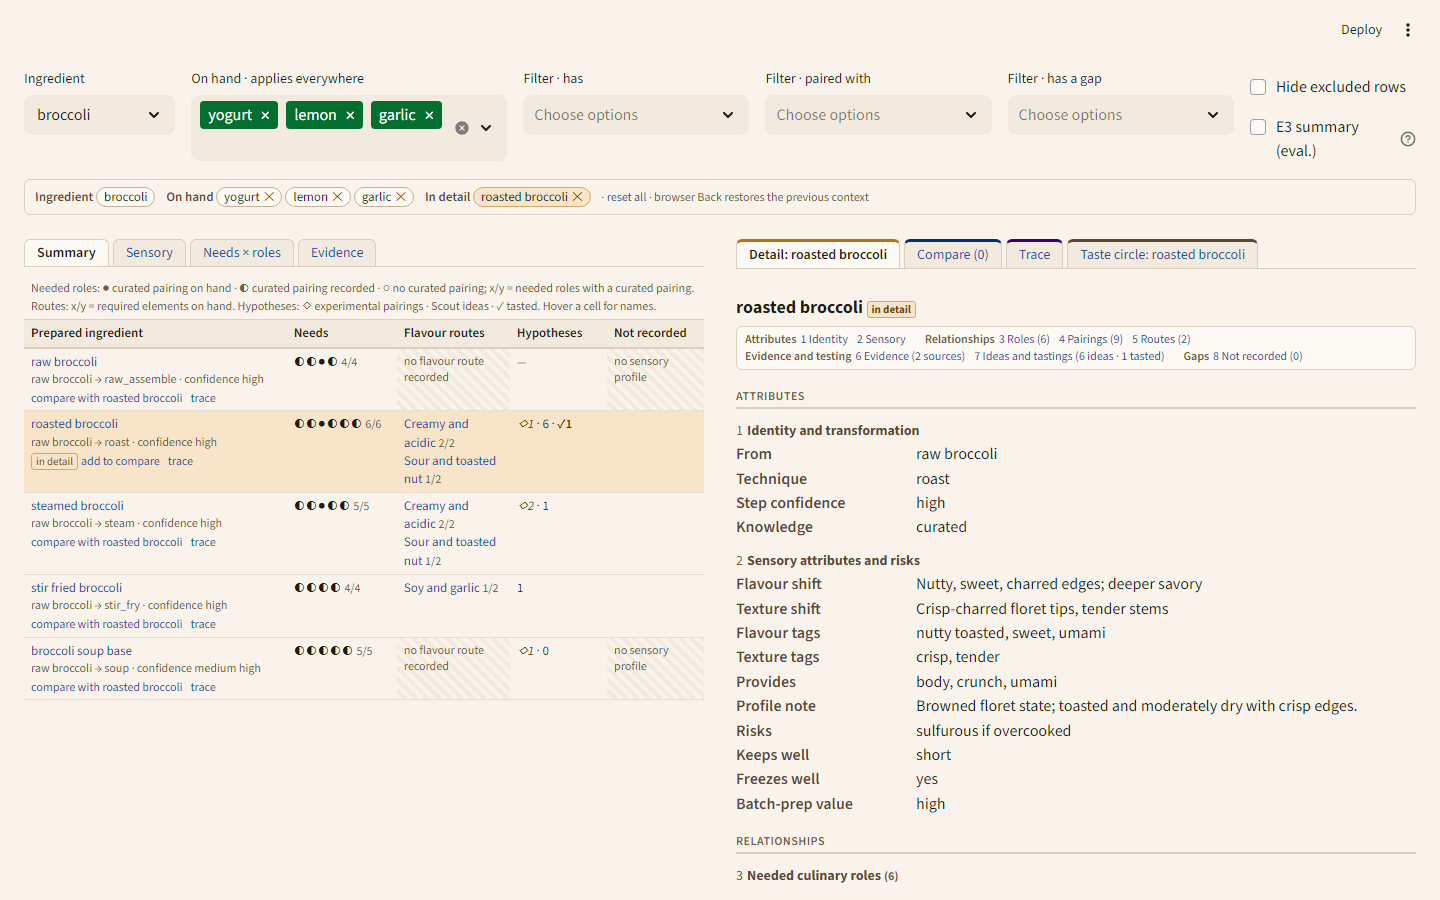 Deploy
Ingredient
On hand · applies everywhere
Filter · has
Filter · paired with
Filter · has a gap
broccoli
yogurt ×
lemon ×
garlic ×
Choose options
Choose options
Choose options
Hide excluded rows
E3 summary
(eval.)
Ingredient broccoli On hand yogurt × lemon × garlic × In detail roasted broccoli × · reset all · browser Back restores the previous context
Summary
Sensory
Needs × roles
Evidence
Needed roles: ● curated pairing on hand · ◐ curated pairing recorded · ○ no curated pairing; x/y = needed roles with a curated pairing.
Routes: x/y = required elements on hand. Hypotheses: ◇ experimental pairings · Scout ideas · ✓ tasted. Hover a cell for names.
Prepared ingredient
Needs
Flavour routes
Hypotheses
Not recorded
raw broccoli
raw broccoli → raw_assemble · confidence high
compare with roasted broccoli trace
◐◐●◐ 4/4
no flavour route
recorded
—
no sensory
profile
roasted broccoli
raw broccoli → roast · confidence high
in detail add to compare trace
◐◐●◐◐◐ 6/6
Creamy and
acidic 2/2
Sour and toasted
nut 1/2
◇1 · 6 · ✓1
steamed broccoli
raw broccoli → steam · confidence high
compare with roasted broccoli trace
◐◐●◐◐ 5/5
Creamy and
acidic 2/2
Sour and toasted
nut 1/2
◇2 · 1
stir fried broccoli
raw broccoli → stir_fry · confidence high
compare with roasted broccoli trace
◐◐◐◐ 4/4
Soy and garlic 1/2
1
broccoli soup base
raw broccoli → soup · confidence medium high
compare with roasted broccoli trace
◐◐◐◐◐ 5/5
no flavour route
recorded
◇1 · 0
no sensory
profile
Detail: roasted broccoli
Compare (0)
Trace
Taste circle: roasted broccoli
roasted broccoli in detail
Attributes 1 Identity 2 Sensory Relationships 3 Roles (6) 4 Pairings (9) 5 Routes (2)
Evidence and testing 6 Evidence (2 sources) 7 Ideas and tastings (6 ideas · 1 tasted) Gaps 8 Not recorded (0)
ATTRIBUTES
1 Identity and transformation
From raw broccoli
Technique roast
Step confidence high
Knowledge curated
2 Sensory attributes and risks
Flavour shift Nutty, sweet, charred edges; deeper savory
Texture shift Crisp-charred floret tips, tender stems
Flavour tags nutty toasted, sweet, umami
Texture tags crisp, tender
Provides body, crunch, umami
Profile note Browned floret state; toasted and moderately dry with crisp edges.
Risks sulfurous if overcooked
Keeps well short
Freezes well yes
Batch-prep value high
RELATIONSHIPS
3 Needed culinary roles (6)